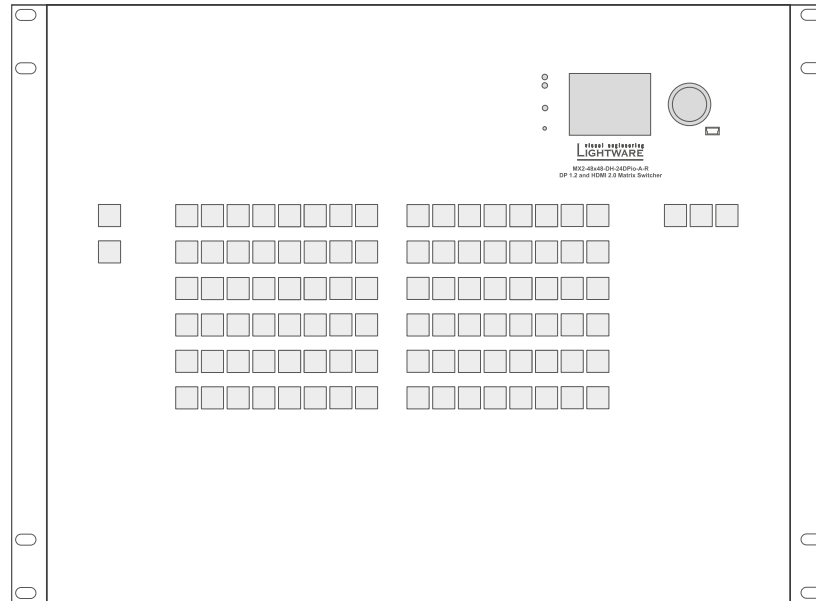 visual engineering
LIGHTWARE
MX2-48x48-DH-24DPio-A-R
DP 1.2 and HDMI 2.0 Matrix Switcher